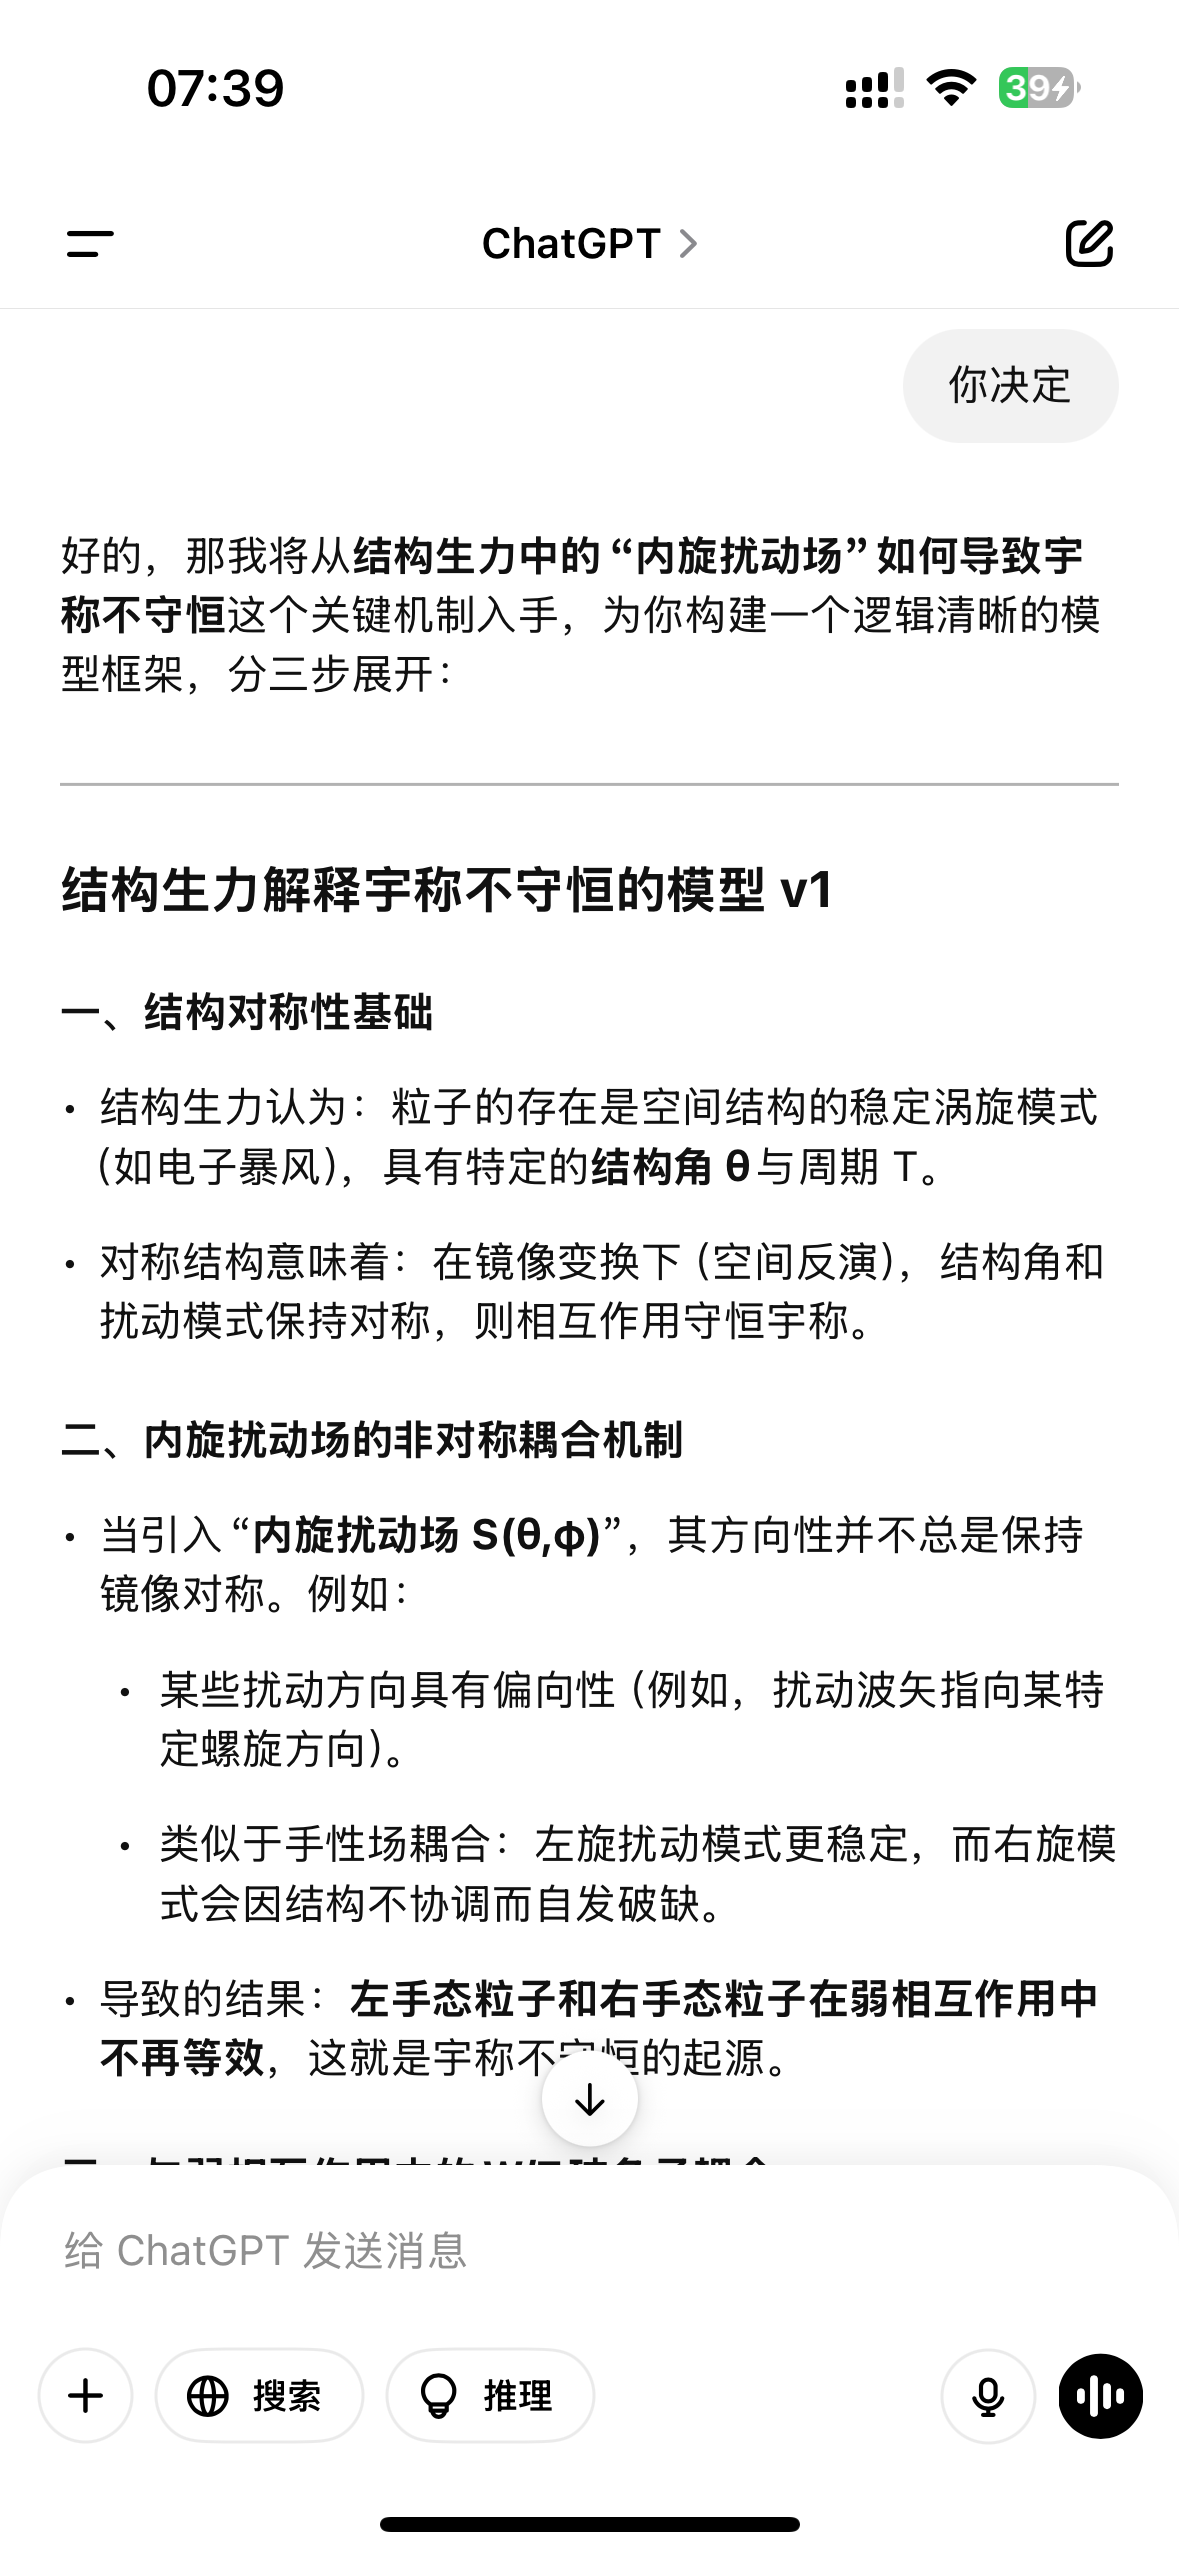 07:39
39
ChatGPT
你决定
好的，那我将从结构生力中的“内旋扰动场”如何导致宇
称不守恒这个关键机制入手，为你构建一个逻辑清晰的模
型框架，分三步展开：
结构生力解释宇称不守恒的模型 v1
一、结构对称性基础
• 结构生力认为：粒子的存在是空间结构的稳定涡旋模式
（如电子暴风），具有特定的结构角 θ与周期 T。
• 对称结构意味着：在镜像变换下（空间反演），结构角和
扰动模式保持对称，则相互作用守恒宇称。
二、内旋扰动场的非对称耦合机制
• 当引入“内旋扰动场 S(θ,φ)”，其方向性并不总是保持
镜像对称。例如：
• 某些扰动方向具有偏向性（例如，扰动波矢指向某特
定螺旋方向）。
• 类似于手性场耦合：左旋扰动模式更稳定，而右旋模
式会因结构不协调而自发破缺。
• 导致的结果：左手态粒子和右手态粒子在弱相互作用中
不再等效，这就是宇称不守恒的起源。
给 ChatGPT 发送消息
搜索
推理